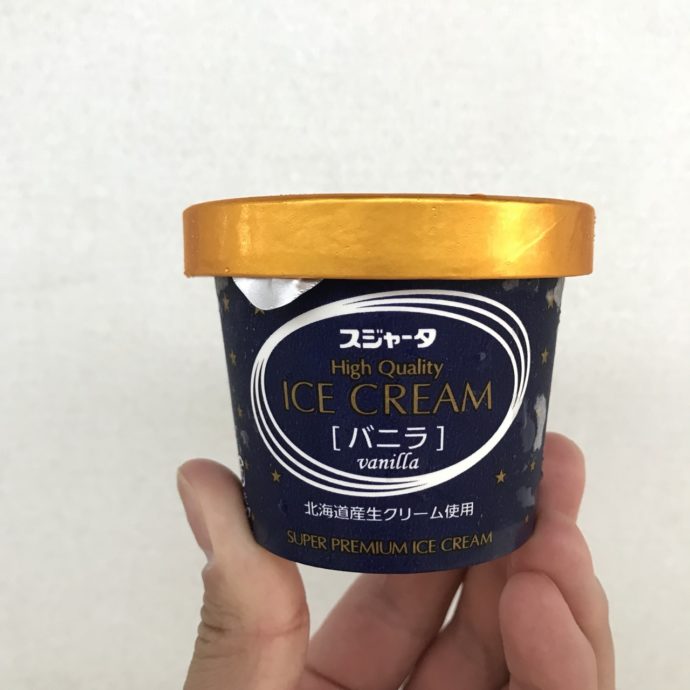 スジャータ
High Quality
ICE CREAM
[バニラ]
vanilla
北海道産生クリーム使用
SUPER PREMIUM ICE CREAM